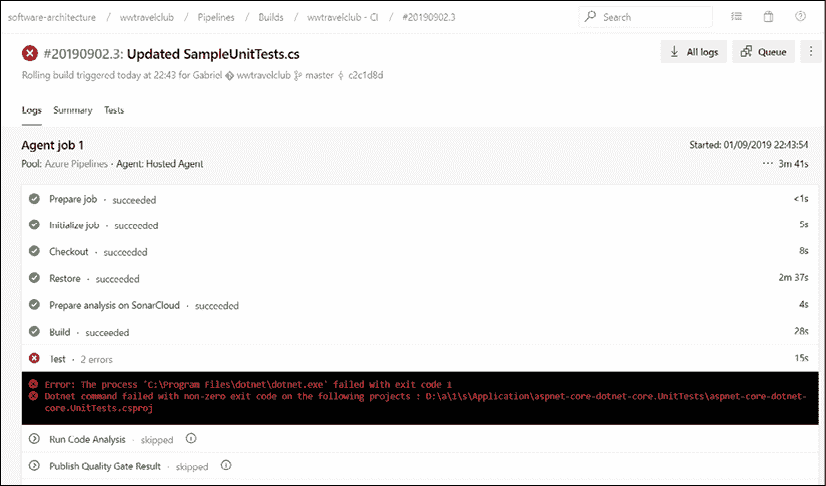 software-architecture / wwtravelclub / Pipelines / Builds / wwtravelclub - CI / #20190902.3
Search
#20190902.3: Updated SampleUnitTests.cs
All logs
Queue
Rolling build triggered today at 22:43 for Gabriel wwtravelclub master c2c1d8d
Logs
Summary
Tests
Agent job 1
Started: 01/09/2019 22:43:54
Pool: Azure Pipelines · Agent: Hosted Agent
··· 3m 41s
Prepare job · succeeded
<1s
Initialize job · succeeded
5s
Checkout · succeeded
8s
Restore · succeeded
2m 37s
Prepare analysis on SonarCloud · succeeded
4s
Build · succeeded
28s
Test · 2 errors
15s
Error: The process 'C:\Program Files\dotnet\dotnet.exe' failed with exit code 1
Dotnet command failed with non-zero exit code on the following projects : D:\a\1\s\Application\aspnet-core-dotnet-core.UnitTests\aspnet-core-dotnet-
core.UnitTests.csproj
Run Code Analysis · skipped
Publish Quality Gate Result · skipped